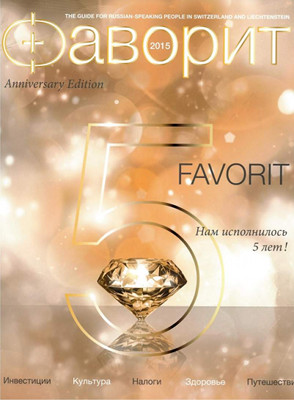 THE GUIDE FOR RUSSIAN-SPEAKING PEOPLE IN SWITZERLAND AND LIECHTENSTEIN
Фаворит
2015
Anniversary Edition
5
FAVORIT
Нам исполнилось
5 лет!
Инвестиции Культура Налоги Здоровье Путешестви